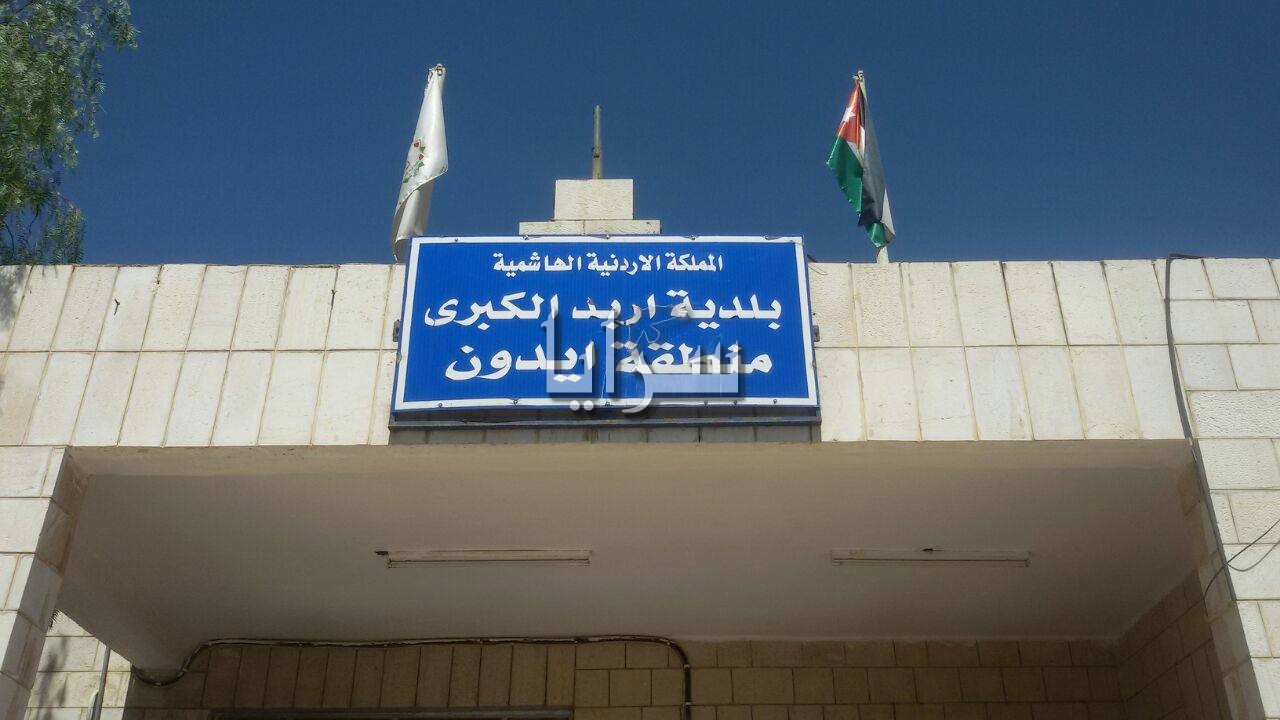 المملكة الاردنية الهاشمية
بلدية اربد الكبرى
منطقة ايدون
سرايا